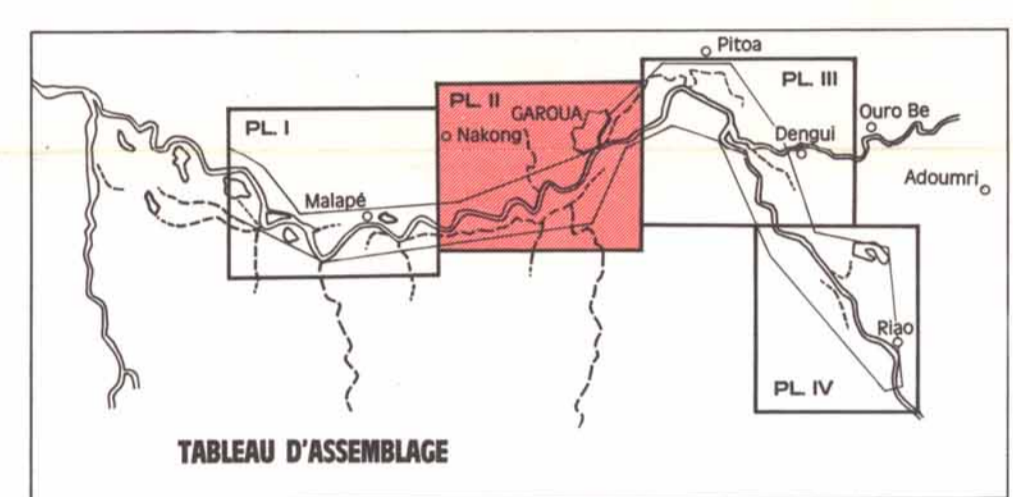 Pitoa
PL. III
PL. II
Ouro Be
GAROUA
PL. I
Nakong
Dengui
Adoumri
Malapé
Riao
PL. IV
TABLEAU D'ASSEMBLAGE